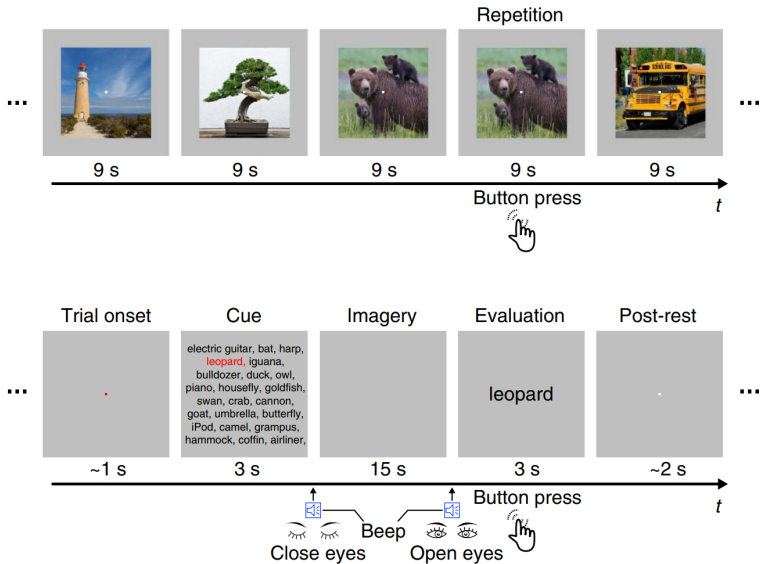 Repetition
... ...
SCHOOL BUS
9 s 9 s 9 s 9 s 9 s
Button press
t
Trial onset Cue Imagery Evaluation Post-rest
electric guitar, bat, harp,
leopard, iguana,
bulldozer, duck, owl,
piano, housefly, goldfish,
swan, crab, cannon,
goat, umbrella, butterfly,
iPod, camel, grampus,
hammock, coffin, airliner,
leopard
... ...
~1 s 3 s 15 s 3 s ~2 s
Button press
t
Beep
Close eyes Open eyes